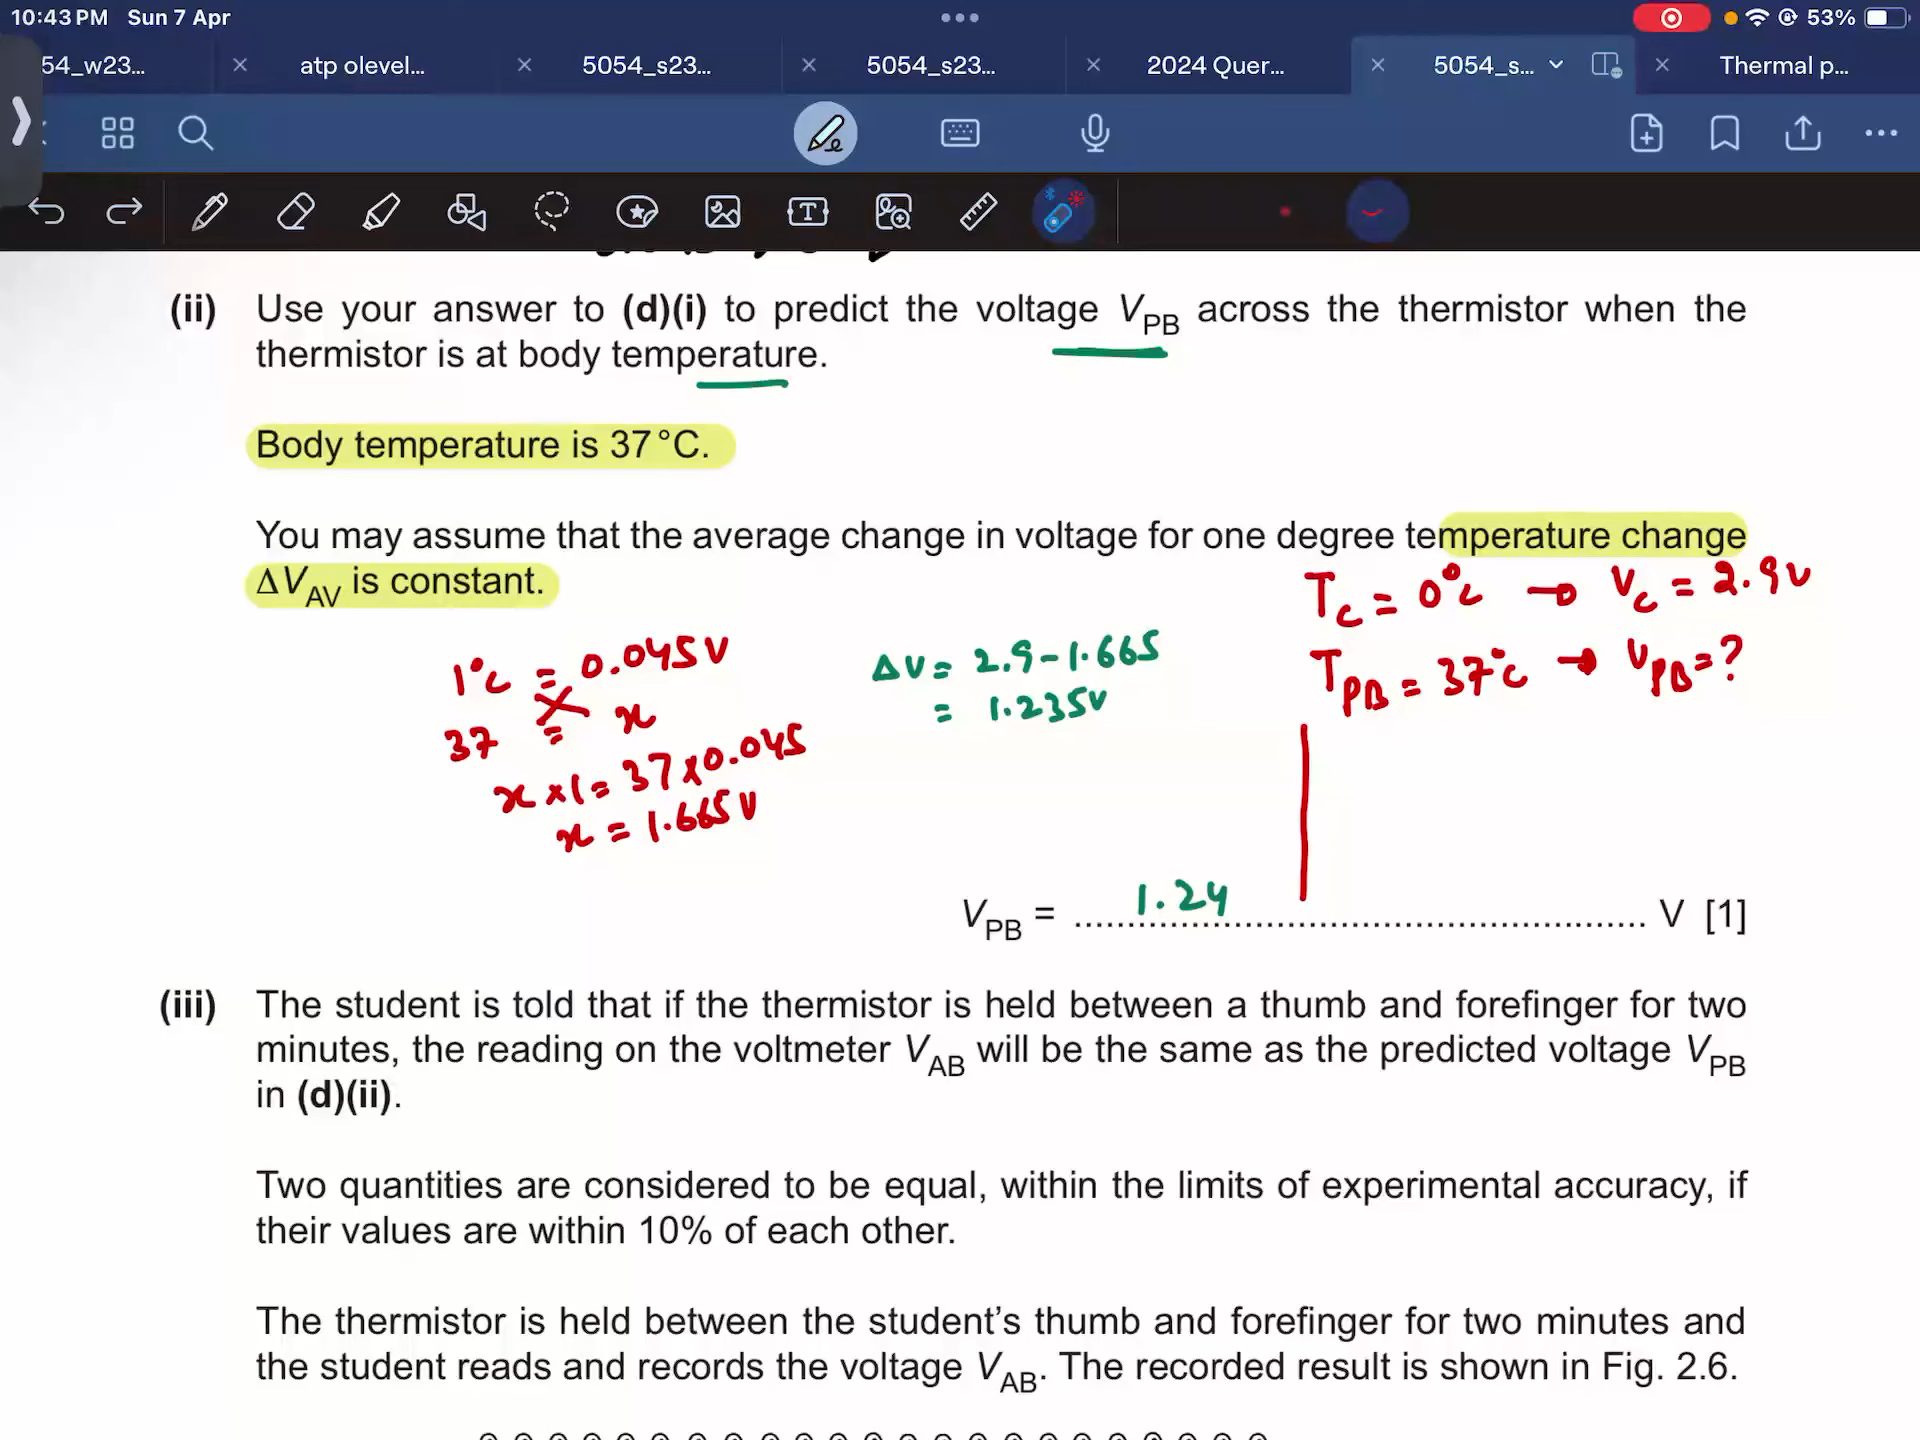 10:43 PM Sun 7 Apr
53%
54_w23...
atp olevel...
5054_s23...
5054_s23...
2024 Quer...
5054_s...
Thermal p...
(ii) Use your answer to (d)(i) to predict the voltage VPB across the thermistor when the
thermistor is at body temperature.
Body temperature is 37 °C.
You may assume that the average change in voltage for one degree temperature change
ΔVAV is constant.
Tc = 0°c → Vc = 2.9v
TPB = 37°c → VPB = ?
1°c = 0.045V
37 = x
x×1 = 37×0.045
x = 1.665V
ΔV = 2.9-1.665
= 1.235V
VPB = 1.24 V [1]
(iii) The student is told that if the thermistor is held between a thumb and forefinger for two
minutes, the reading on the voltmeter VAB will be the same as the predicted voltage VPB
in (d)(ii).
Two quantities are considered to be equal, within the limits of experimental accuracy, if
their values are within 10% of each other.
The thermistor is held between the student's thumb and forefinger for two minutes and
the student reads and records the voltage VAB. The recorded result is shown in Fig. 2.6.